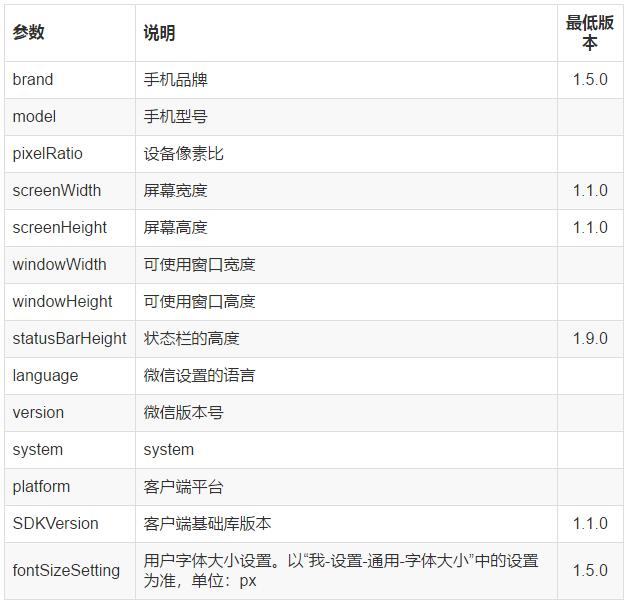 参数 说明 最低版本
brand 手机品牌 1.5.0
model 手机型号
pixelRatio 设备像素比
screenWidth 屏幕宽度 1.1.0
screenHeight 屏幕高度 1.1.0
windowWidth 可使用窗口宽度
windowHeight 可使用窗口高度
statusBarHeight 状态栏的高度 1.9.0
language 微信设置的语言
version 微信版本号
system system
platform 客户端平台
SDKVersion 客户端基础库版本 1.1.0
fontSizeSetting 用户字体大小设置。以“我-设置-通用-字体大小”中的设置
为准，单位：px 1.5.0